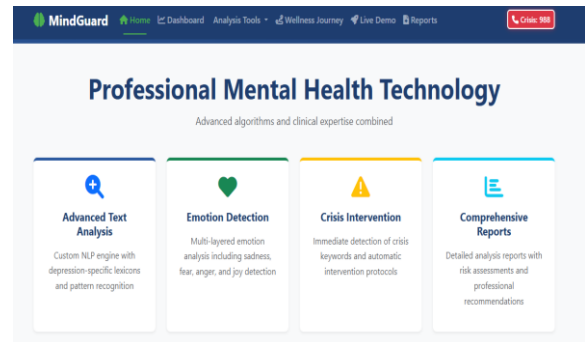 MindGuard Home Dashboard Analysis Tools Wellness Journey Live Demo Reports Crisis: 988
Professional Mental Health Technology
Advanced algorithms and clinical expertise combined
Advanced Text
Analysis
Custom NLP engine with
depression-specific lexicons
and pattern recognition
Emotion Detection
Multi-layered emotion
analysis including sadness,
fear, anger, and joy detection
Crisis Intervention
Immediate detection of crisis
keywords and automatic
intervention protocols
Comprehensive
Reports
Detailed analysis reports with
risk assessments and
professional
recommendations